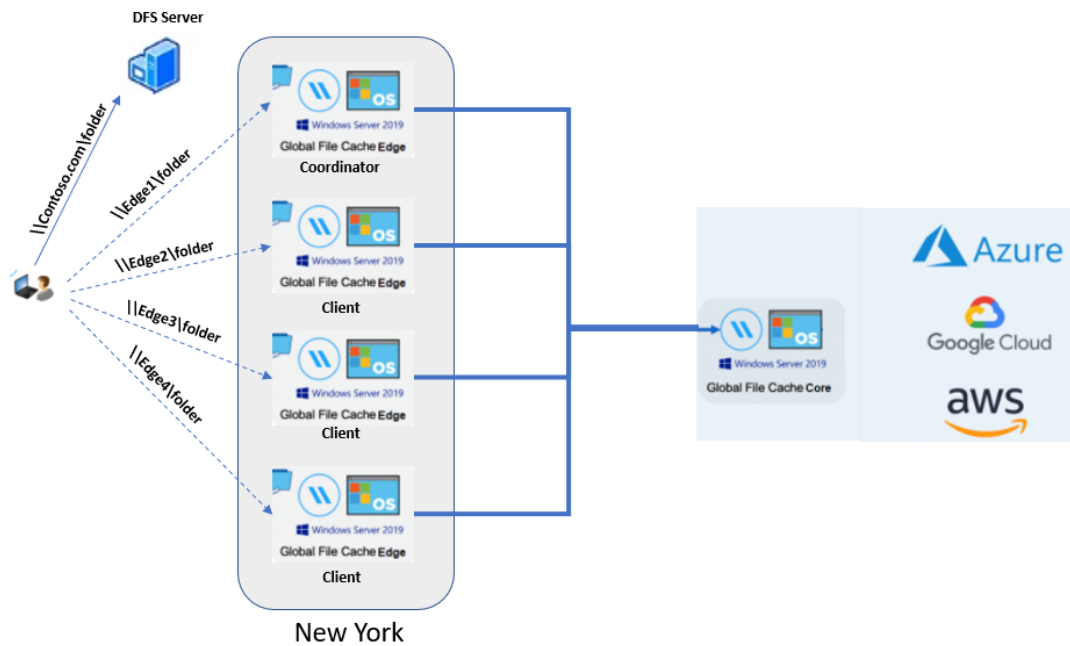 DFS Server
\\Contoso.com\folder
\\Edge1\folder
\\Edge2\folder
\\Edge3\folder
\\Edge4\folder
OS
Windows Server 2019
Global File Cache Edge
Coordinator
OS
Windows Server 2019
Global File Cache Edge
Client
OS
Windows Server 2019
Global File Cache Edge
Client
OS
Windows Server 2019
Global File Cache Edge
Client
New York
OS
Windows Server 2019
Global File Cache Core
Azure
Google Cloud
aws